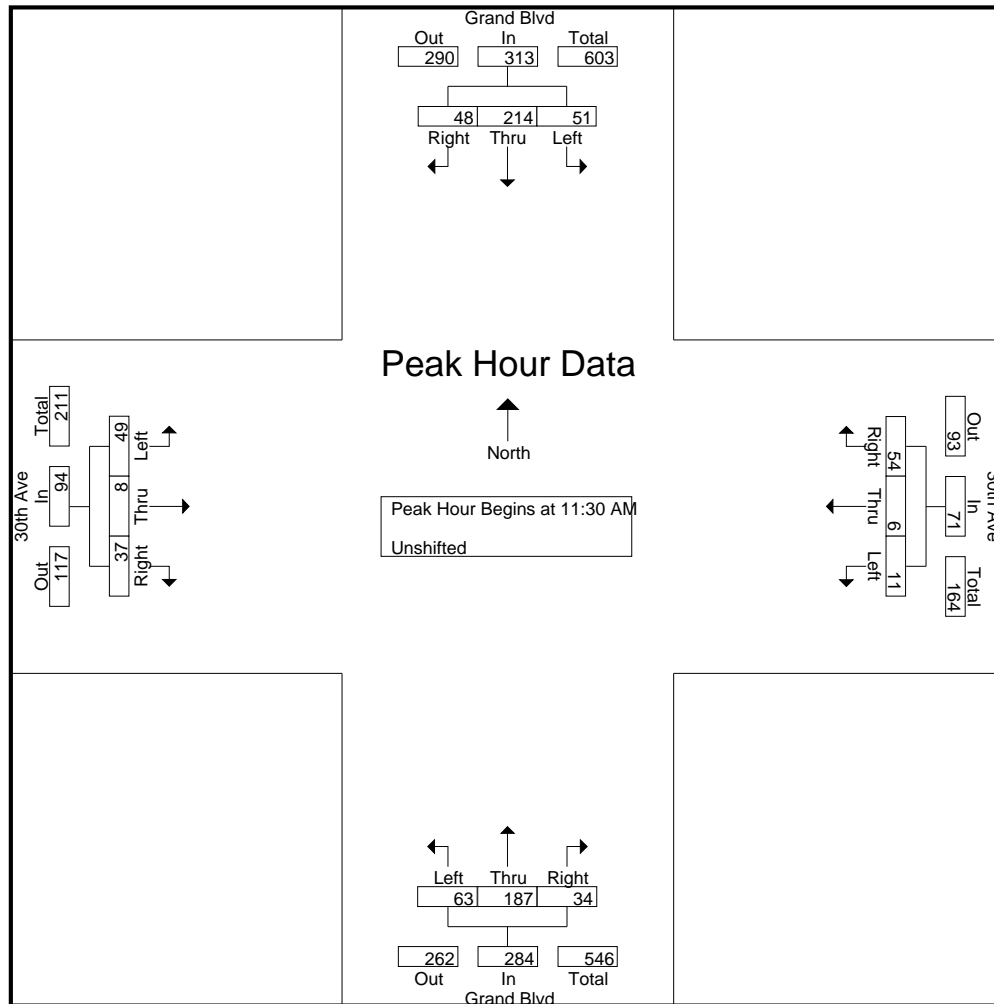 Grand Blvd
Out In Total
290 313 603
48 214 51
Right Thru Left
Peak Hour Data
North
Peak Hour Begins at 11:30 AM
Unshifted
30th Ave
Total In Out
211 94 117
49 8 37
Left Thru Right
Right Thru Left
54 6 11
Out In Total
93 71 164
30th Ave
Left Thru Right
63 187 34
262 284 546
Out In Total
Grand Blvd